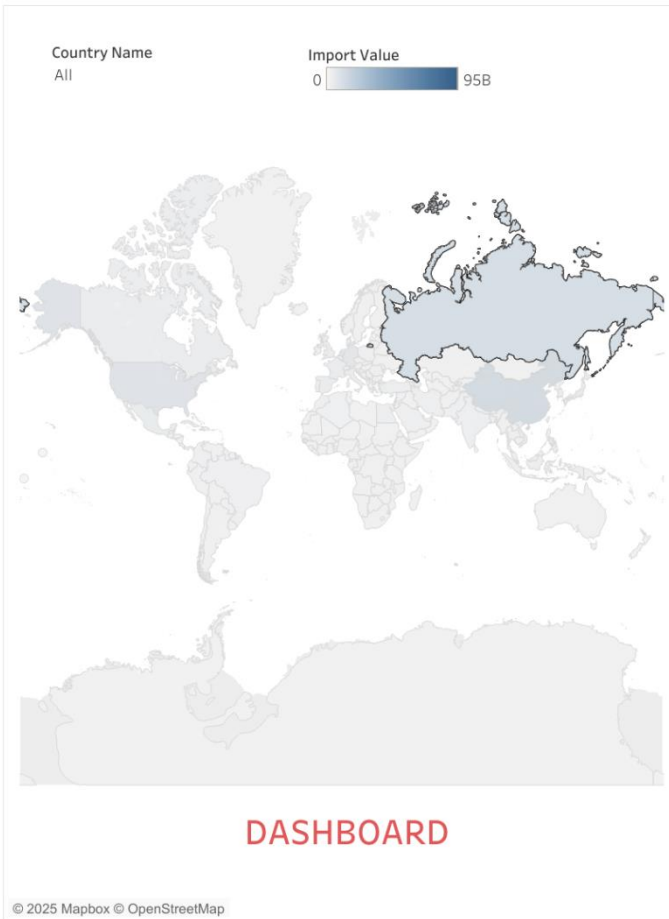 Country Name
All
Import Value
0 95B
DASHBOARD
© 2025 Mapbox © OpenStreetMap